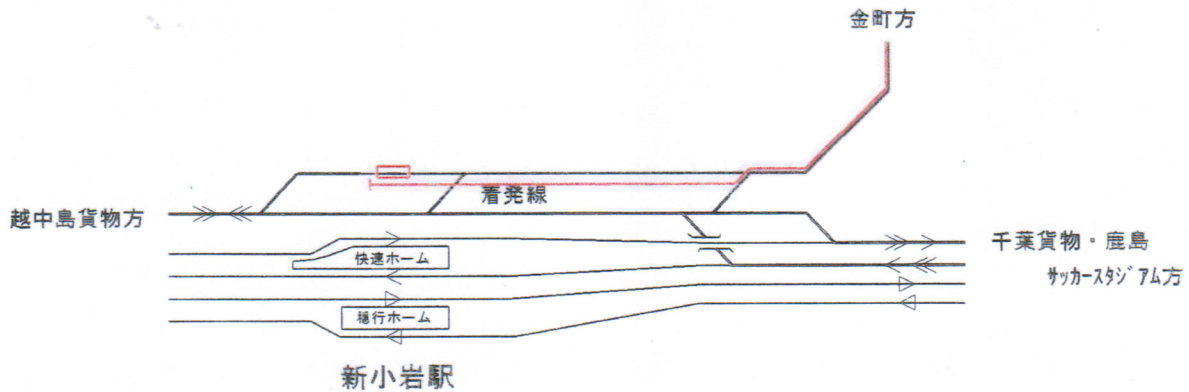 金町方
着発線
越中島貨物方
千葉貨物・鹿島
サッカースタジアム方
快速ホーム
穏行ホーム
新小岩駅